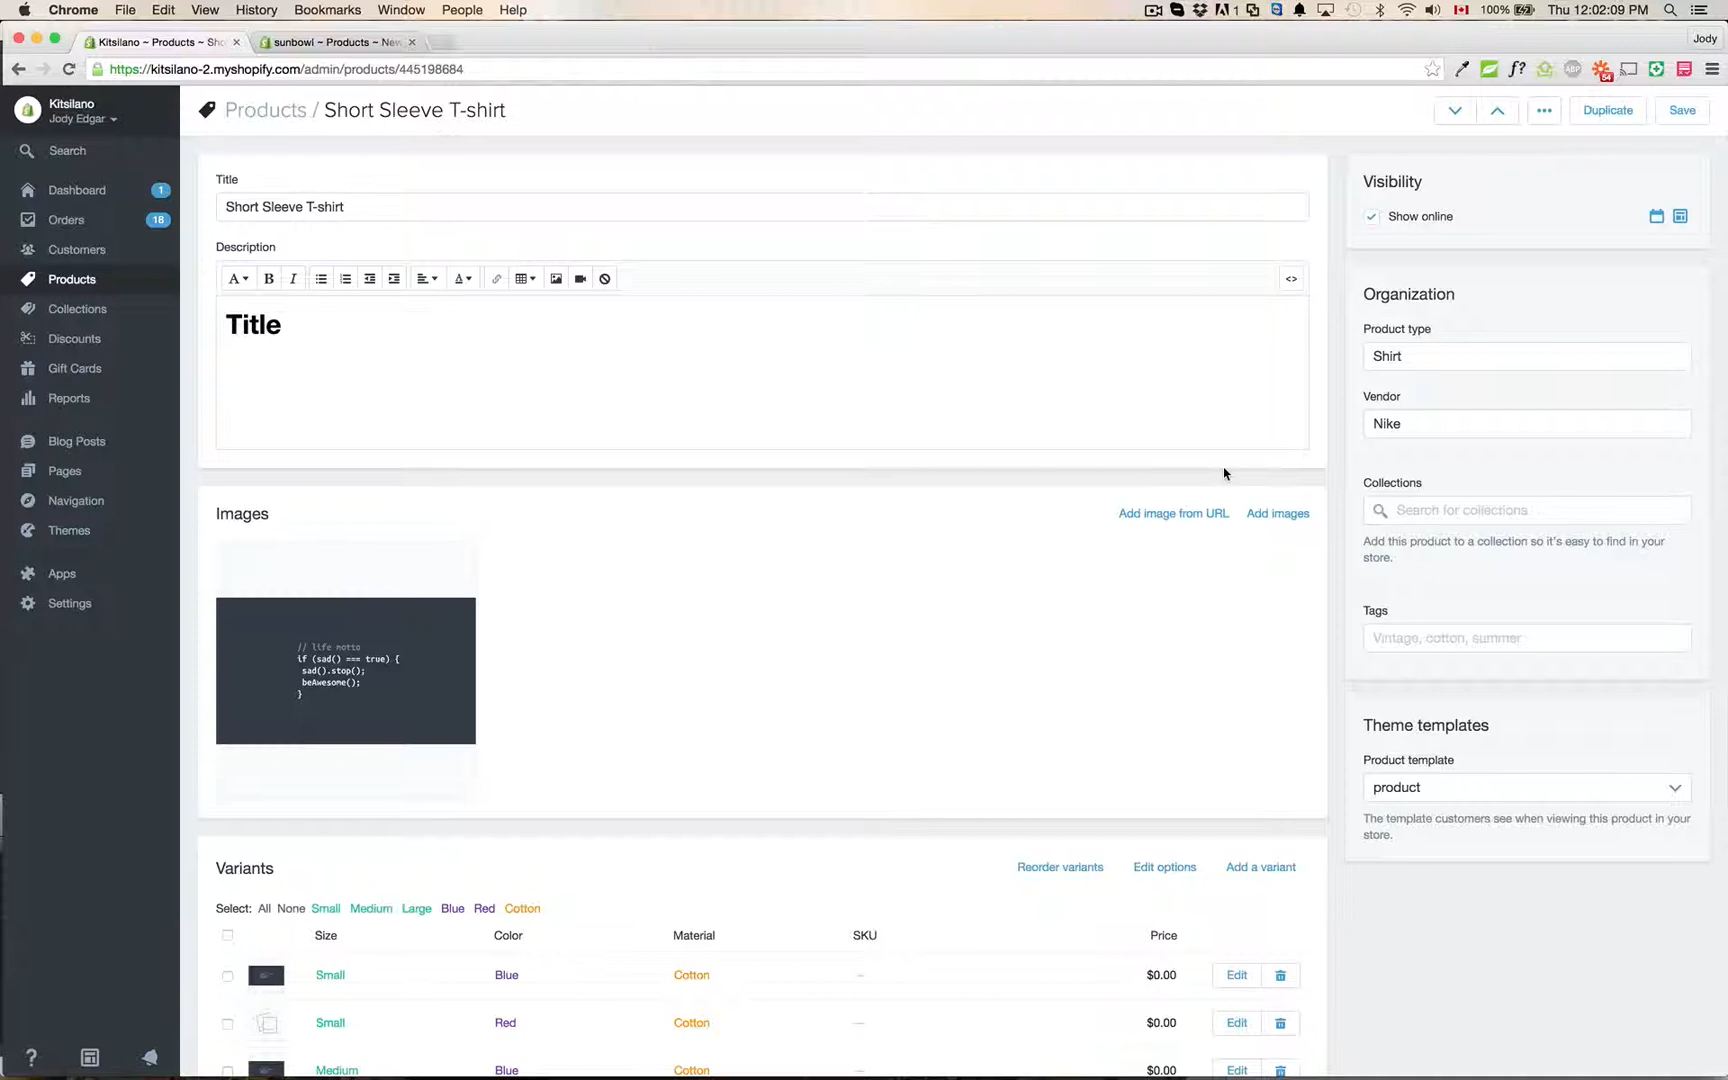 Chrome File Edit View History Bookmarks Window People Help
1 100% Thu 12:02:09 PM
Kitsilano ~ Products ~ Sho
sunbowl ~ Products ~ New
Jody
https://kitsilano-2.myshopify.com/admin/products/445198684
f? ABP 54
Kitsilano
Jody Edgar
Products / Short Sleeve T-shirt
Duplicate
Save
Search
Dashboard 1
Orders 18
Customers
Products
Collections
Discounts
Gift Cards
Reports
Blog Posts
Pages
Navigation
Themes
Apps
Settings
?
Title
Short Sleeve T-shirt
Description
A B I A <>
Title
Images
Add image from URL Add images
// life motto
if (sad() === true) {
sad().stop();
beAwesome();
}
Variants
Reorder variants Edit options Add a variant
Select: All None Small Medium Large Blue Red Cotton
Size Color Material SKU Price
Small Blue Cotton — $0.00 Edit
Small Red Cotton — $0.00 Edit
Medium Blue Cotton — $0.00 Edit
Visibility
Show online
Organization
Product type
Shirt
Vendor
Nike
Collections
Search for collections
Add this product to a collection so it's easy to find in your
store.
Tags
Vintage, cotton, summer
Theme templates
Product template
product
The template customers see when viewing this product in your
store.